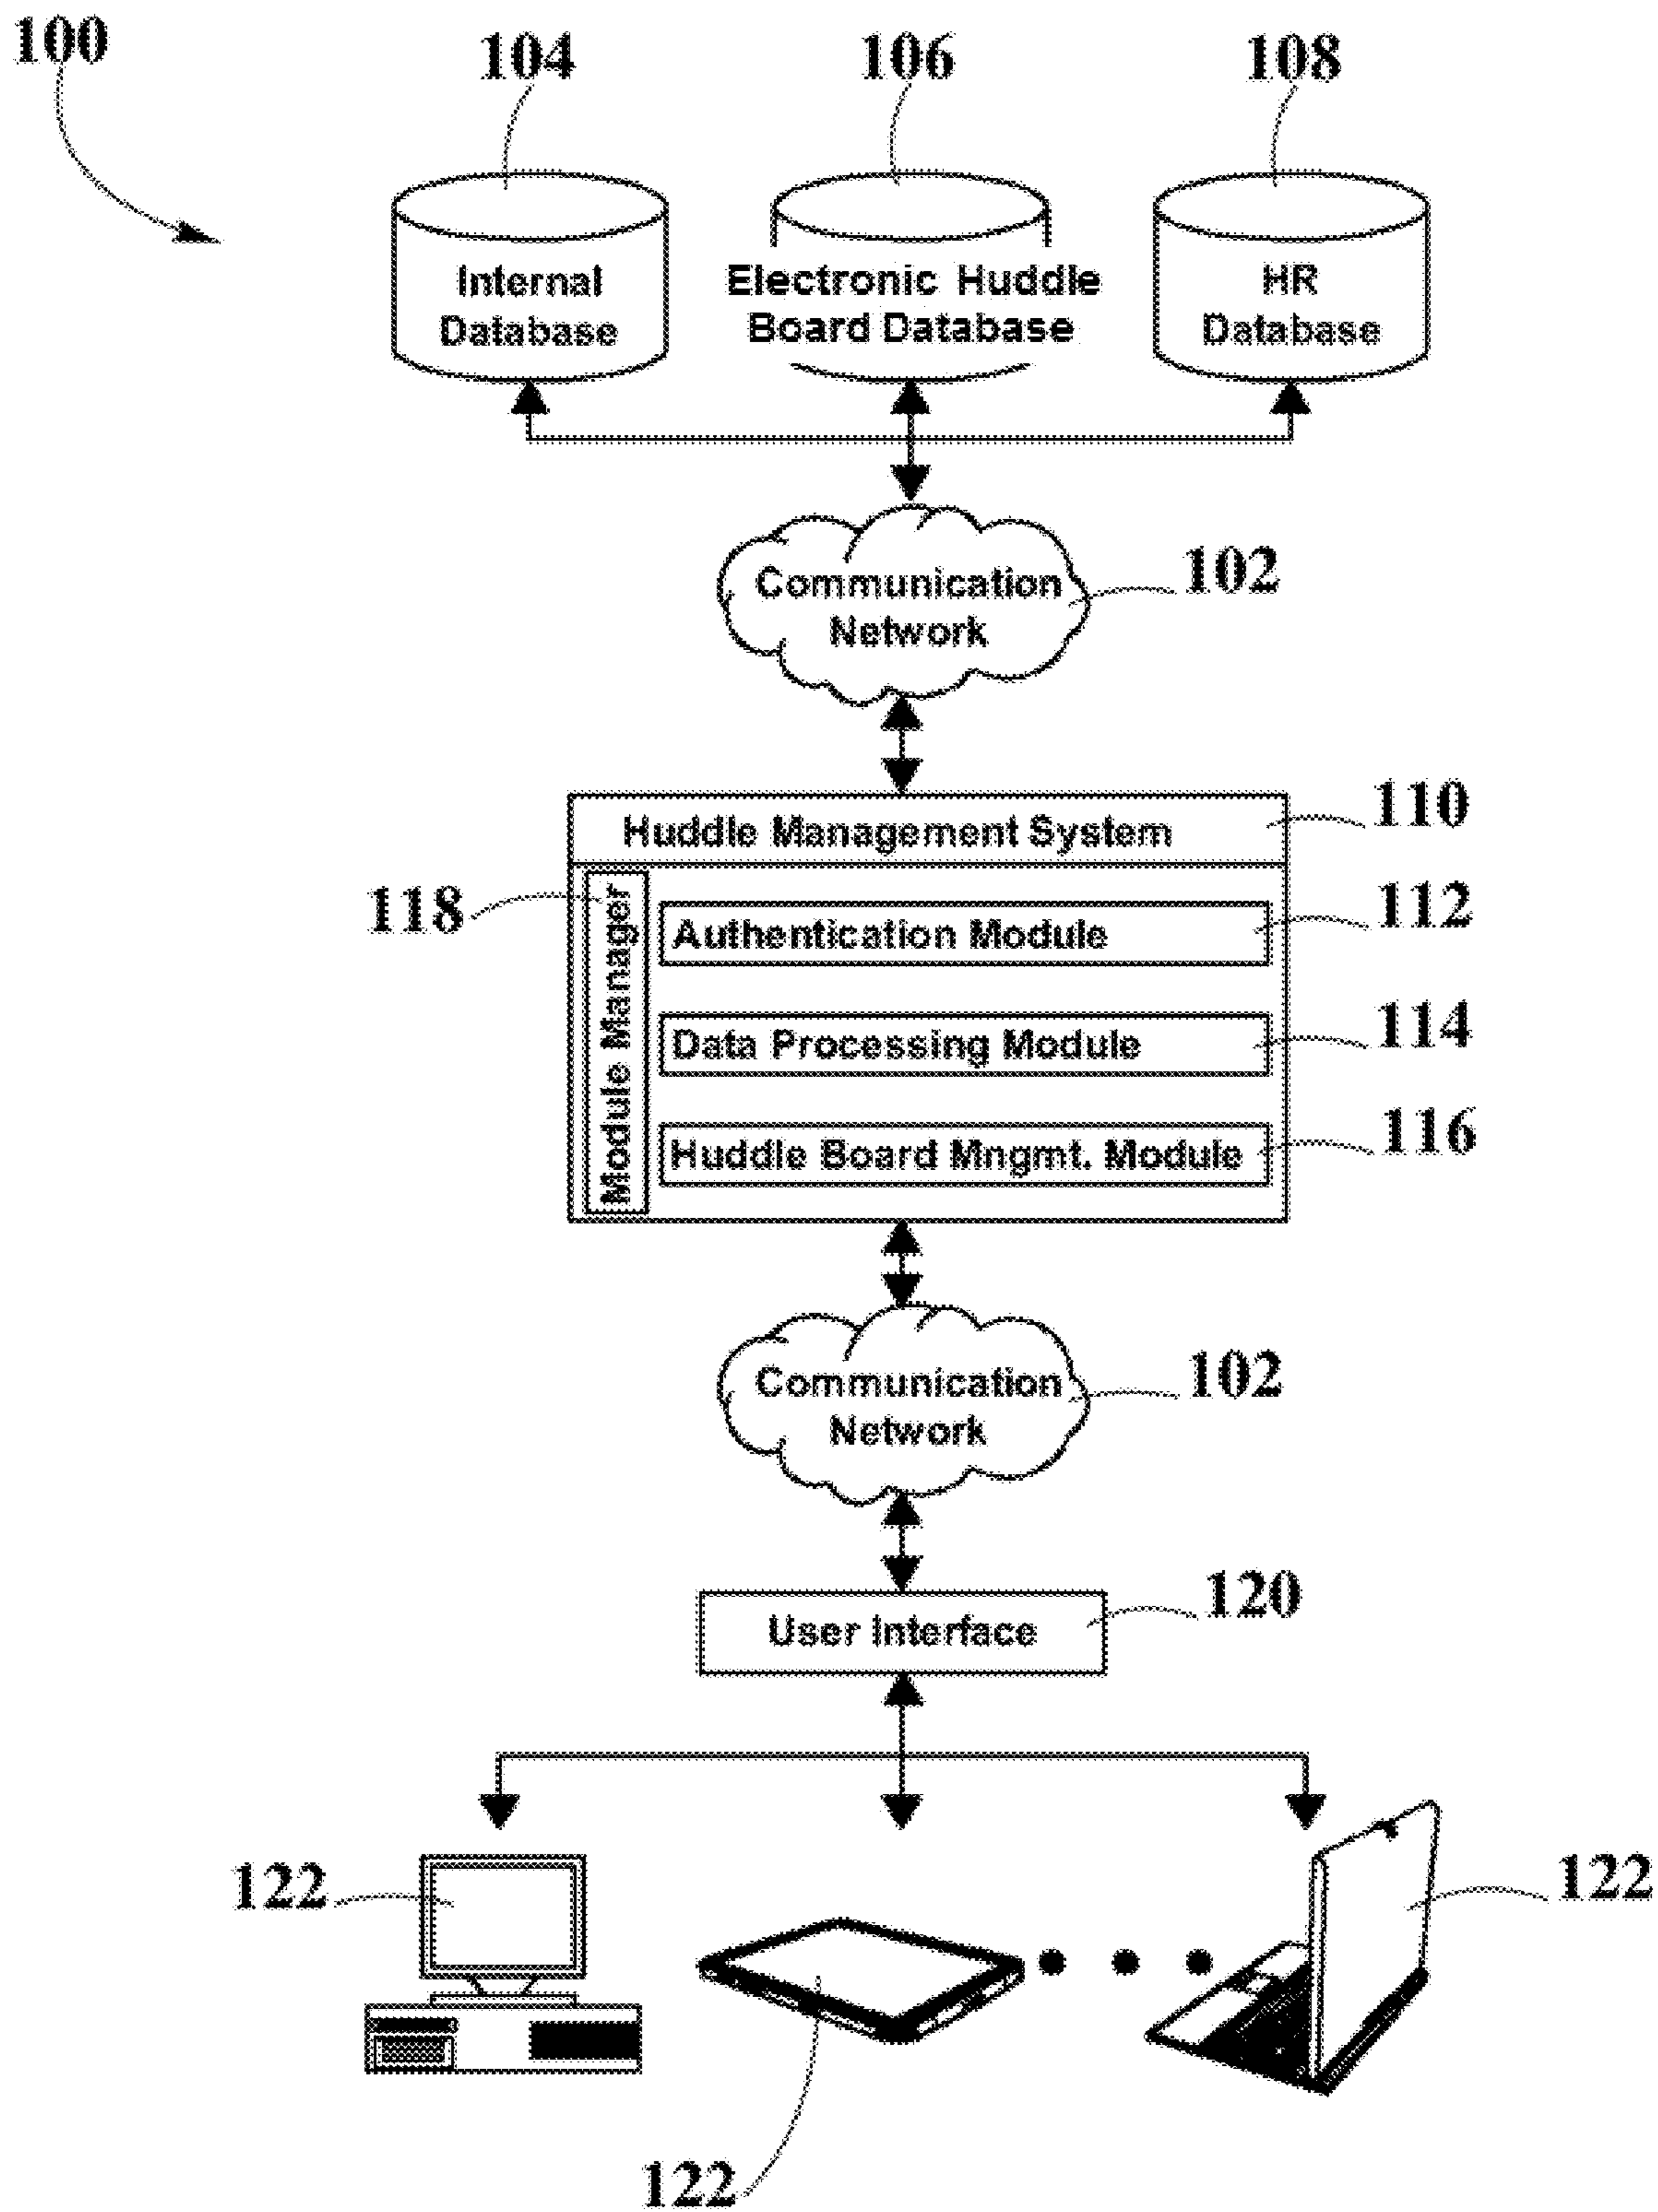 100
104
106
108
Internal
Database
Electronic Huddle
Board Database
HR
Database
Communication
Network
102
Huddle Management System
110
118
Module Manager
Authentication Module
112
Data Processing Module
114
Huddle Board Mngmt. Module
116
Communication
Network
102
User Interface
120
122
122
122